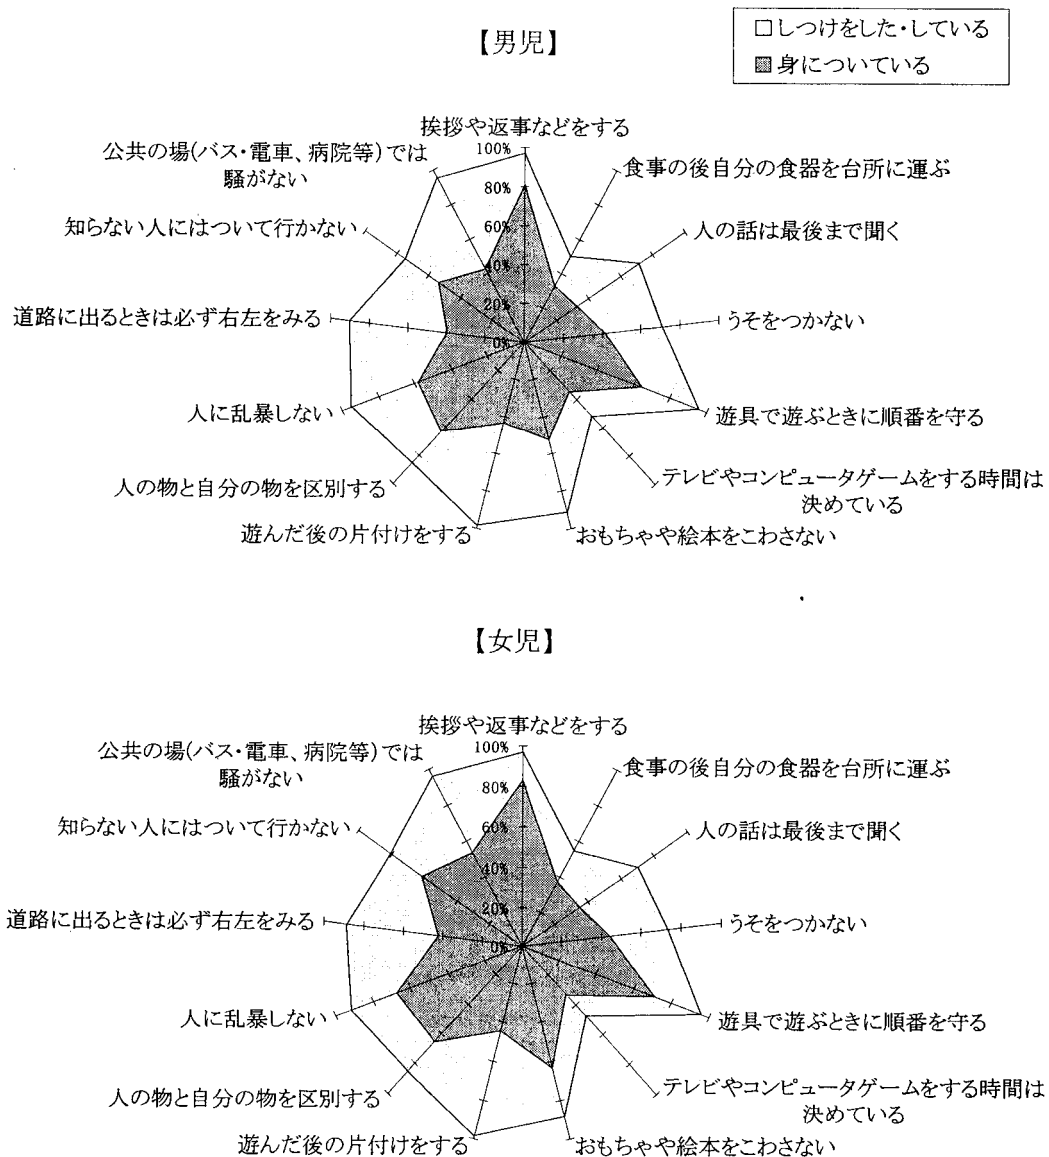 【男児】
□しつけをした・している
■身についている
挨拶や返事などをする
食事の後自分の食器を台所に運ぶ
人の話は最後まで聞く
うそをつかない
遊具で遊ぶときに順番を守る
テレビやコンピュータゲームをする時間は
決めている
おもちゃや絵本をこわさない
遊んだ後の片付けをする
人の物と自分の物を区別する
人に乱暴しない
道路に出るときは必ず右左をみる
知らない人にはついて行かない
公共の場(バス・電車、病院等)では
騒がない
100%
80%
60%
40%
20%
0%
【女児】
挨拶や返事などをする
食事の後自分の食器を台所に運ぶ
人の話は最後まで聞く
うそをつかない
遊具で遊ぶときに順番を守る
テレビやコンピュータゲームをする時間は
決めている
おもちゃや絵本をこわさない
遊んだ後の片付けをする
人の物と自分の物を区別する
人に乱暴しない
道路に出るときは必ず右左をみる
知らない人にはついて行かない
公共の場(バス・電車、病院等)では
騒がない
100%
80%
60%
40%
20%
0%